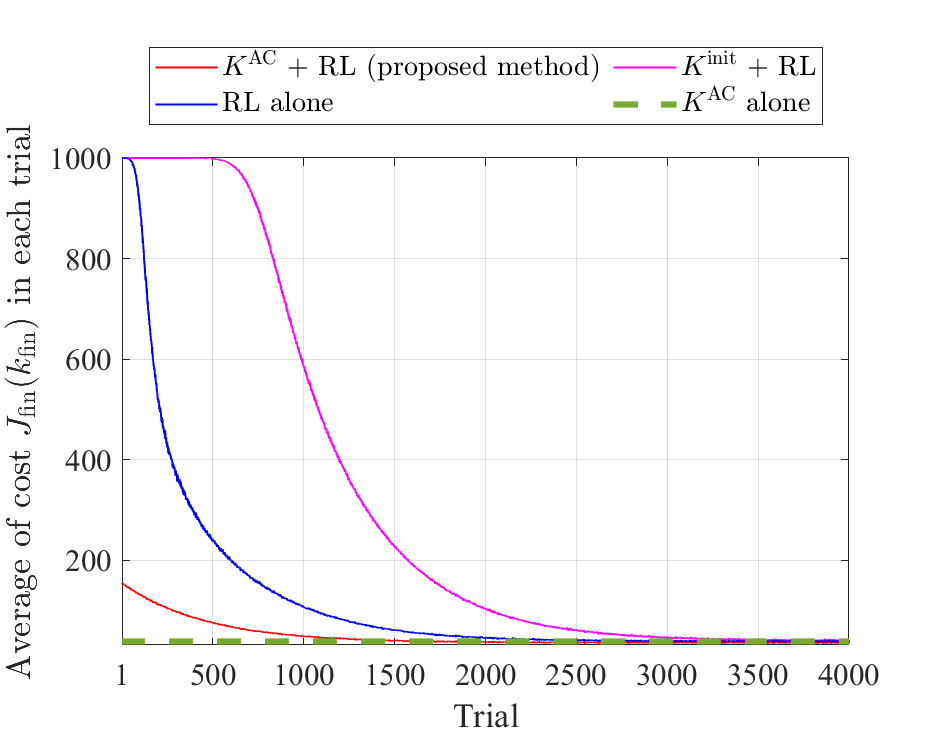 K^AC + RL (proposed method) K^init + RL
RL alone K^AC alone
Average of cost J_fin(k_fin) in each trial
1000
800
600
400
200
1 500 1000 1500 2000 2500 3000 3500 4000
Trial